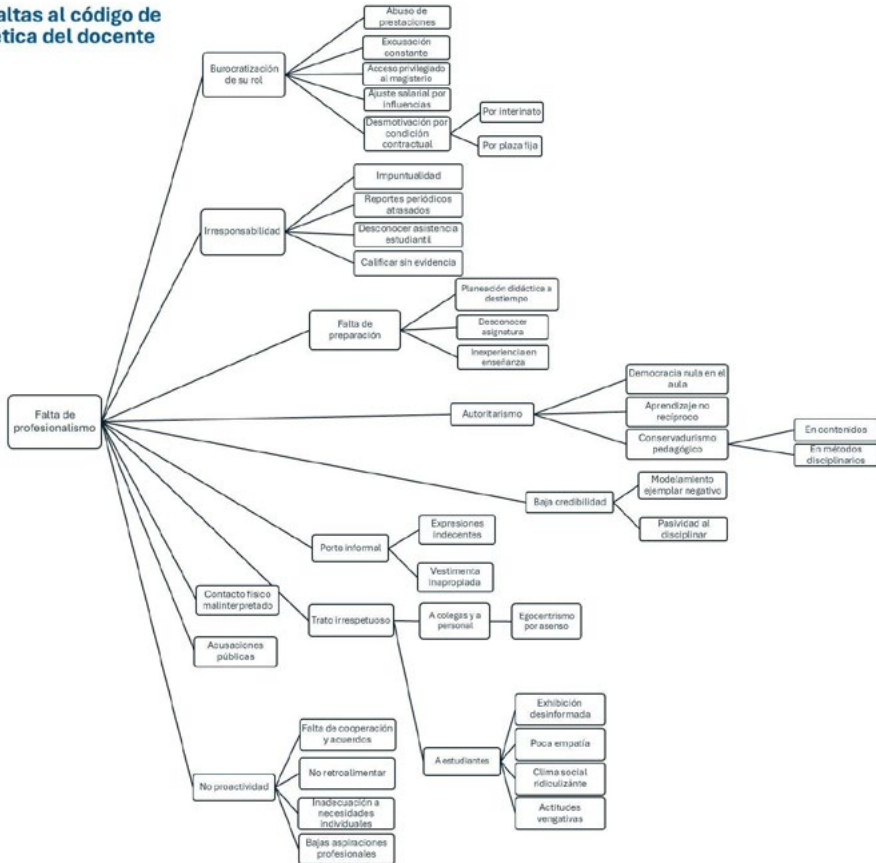 altas al código de
ética del docente
Falta de
profesionalismo
Burocratización
de su rol
Abuso de
prestaciones
Excusación
constante
Acceso privilegiado
al magisterio
Ajuste salarial por
influencias
Desmotivación por
condición
contractual
Por interinato
Por plaza fija
Irresponsabilidad
Impuntualidad
Reportes periódicos
atrasados
Desconocer asistencia
estudiantil
Calificar sin evidencia
Falta de
preparación
Planeación didáctica a
destiempo
Desconocer
asignatura
Inexperiencia en
enseñanza
Autoritarismo
Democracia nula en el
aula
Aprendizaje no
recíproco
Conservadurismo
pedagógico
En contenidos
En métodos
disciplinarios
Baja credibilidad
Modelamiento
ejemplar negativo
Pasividad al
disciplinar
Porte informal
Expresiones
indecentes
Vestimenta
inapropiada
Contacto físico
malinterpretado
Trato irrespetuoso
A colegas y a
personal
Egocentrismo
por asenso
Acusaciones
públicas
A estudiantes
Exhibición
desinformada
Poca empatía
Clima social
ridiculizánte
Actitudes
vengativas
No proactividad
Falta de cooperación
y acuerdos
No retroalimentar
Inadecuación a
necesidades
individuales
Bajas aspiraciones
profesionales